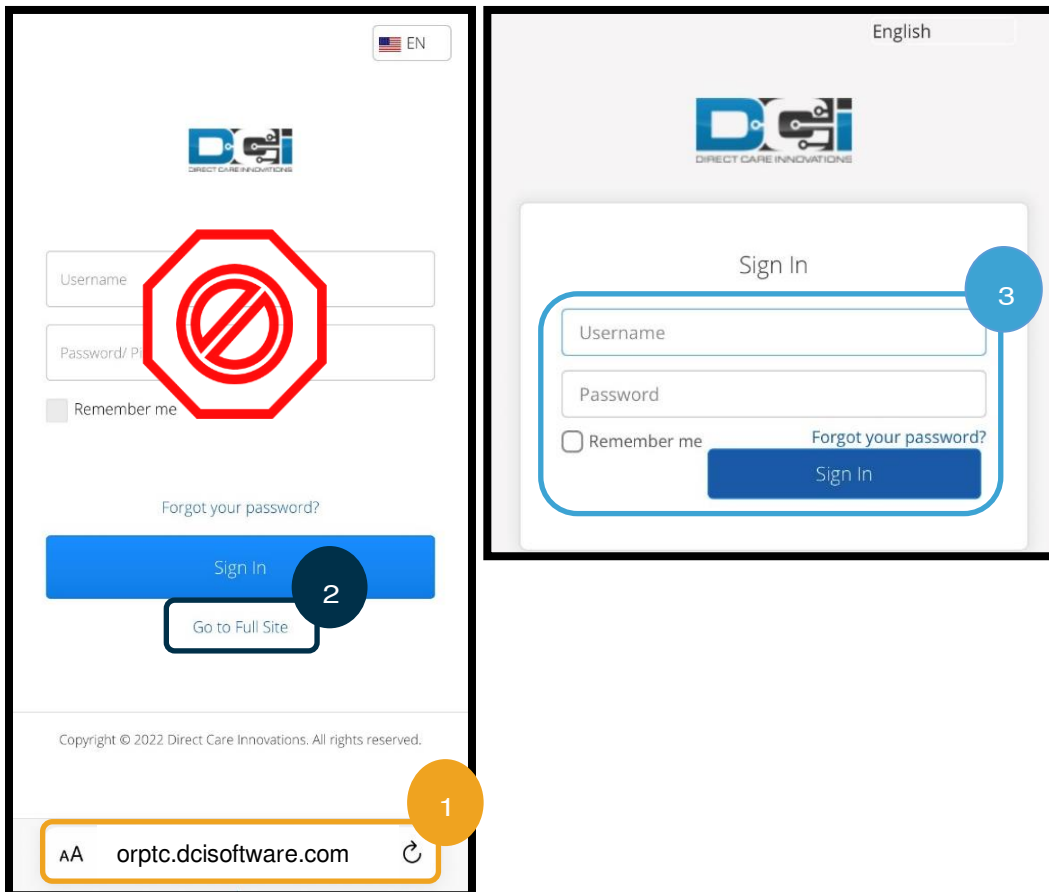 EN
DCi
DIRECT CARE INNOVATIONS
Username
Password/ Pi
Remember me
Forgot your password?
Sign In
2
Go to Full Site
Copyright © 2022 Direct Care Innovations. All rights reserved.
1
AA orptc.dcisoftware.com
English
DCi
DIRECT CARE INNOVATIONS
Sign In
3
Username
Password
Remember me Forgot your password?
Sign In